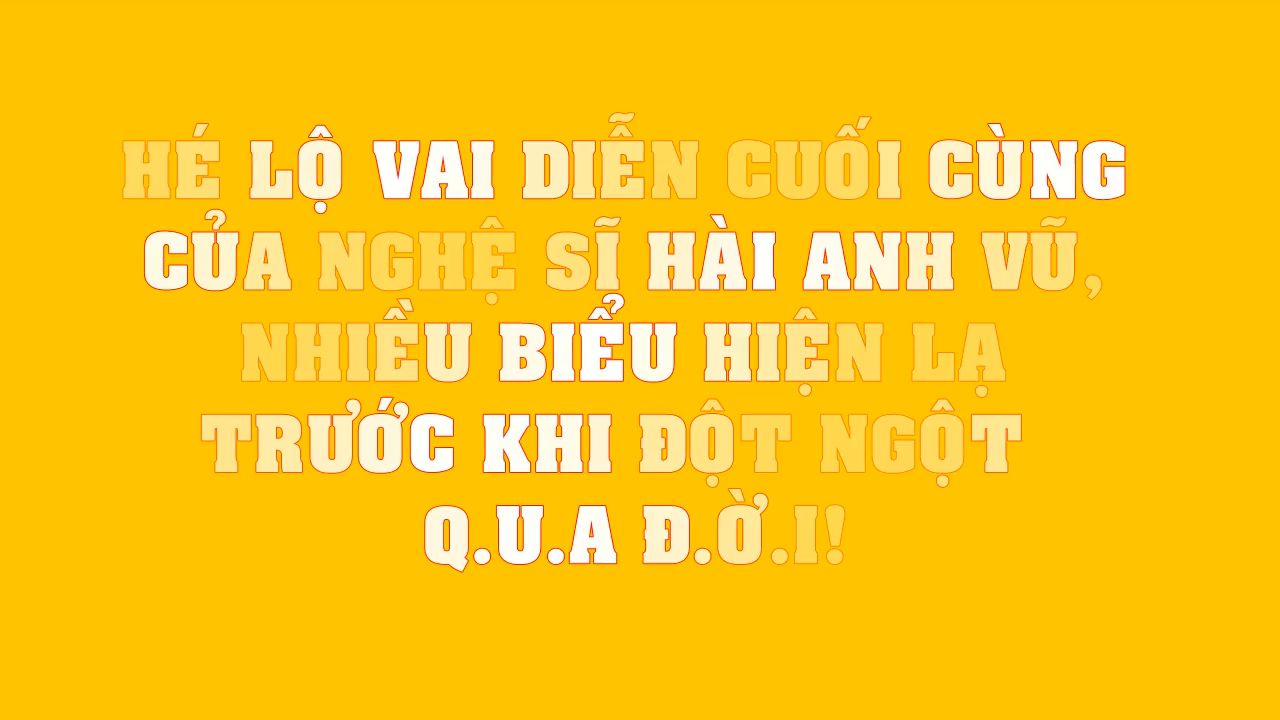 HÉ LỘ VAI DIỄN CUỐI CÙNG
CỦA NGHỆ SĨ HÀI ANH VŨ,
NHIỀU BIỂU HIỆN LẠ
TRƯỚC KHI ĐỘT NGỘT
Q.U.A Đ.Ờ.I!